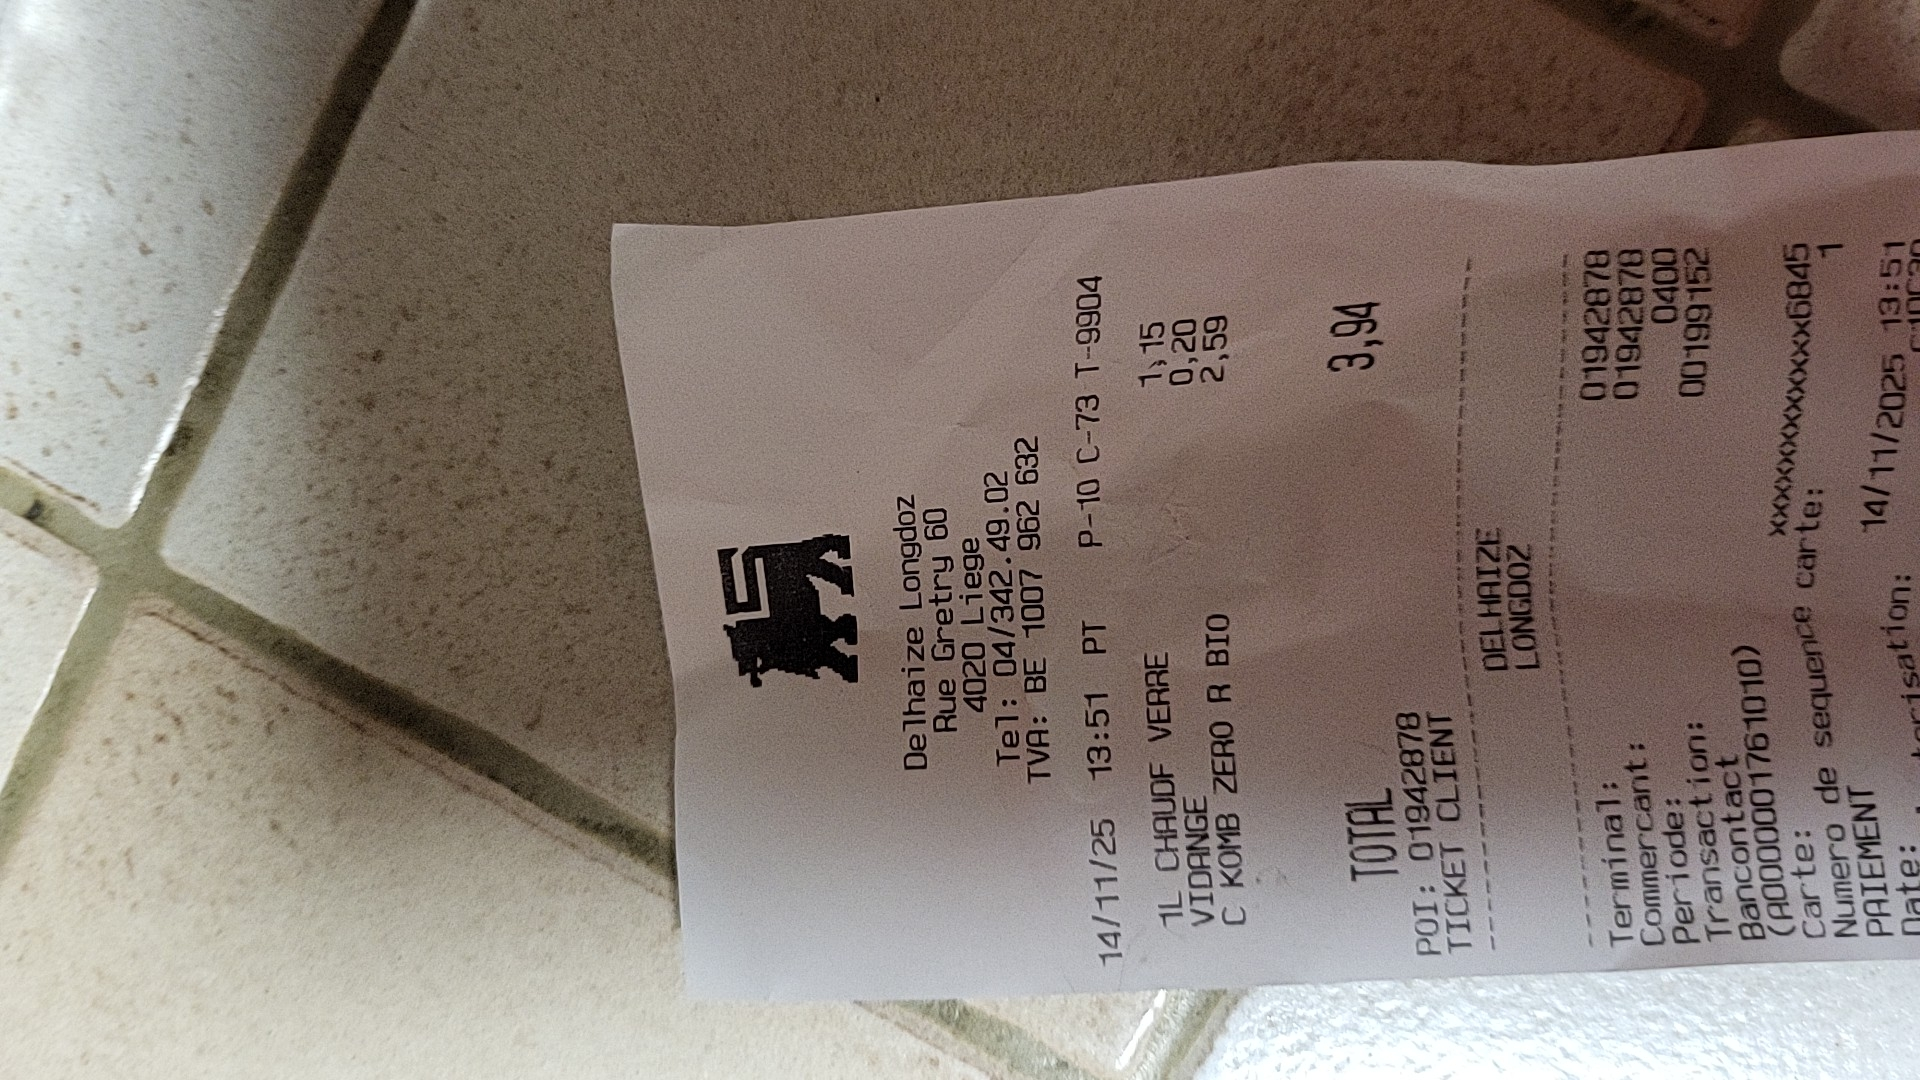 Delhaize Longdoz
Rue Gretry 60
4020 Liege
Tel: 04/342.49.02
TVA: BE 1007 962 632
14/11/25 13:51 PT P-10 C-73 T-9904
1L CHAUDF VERRE 1,15
VIDANGE 0,20
C KOMB ZERO R BIO 2,59
TOTAL 3,94
POI: 01942878
TICKET CLIENT
DELHAIZE
LONGDOZ
Terminal: 01942878
Commercant: 01942878
Periode: 0400
Transaction: 00199152
Bancontact
(A0000001761010)
Carte: xxxxxxxxxxxxx6845
Numero de sequence carte: 1
PAIEMENT
Date: 14/11/2025 13:51